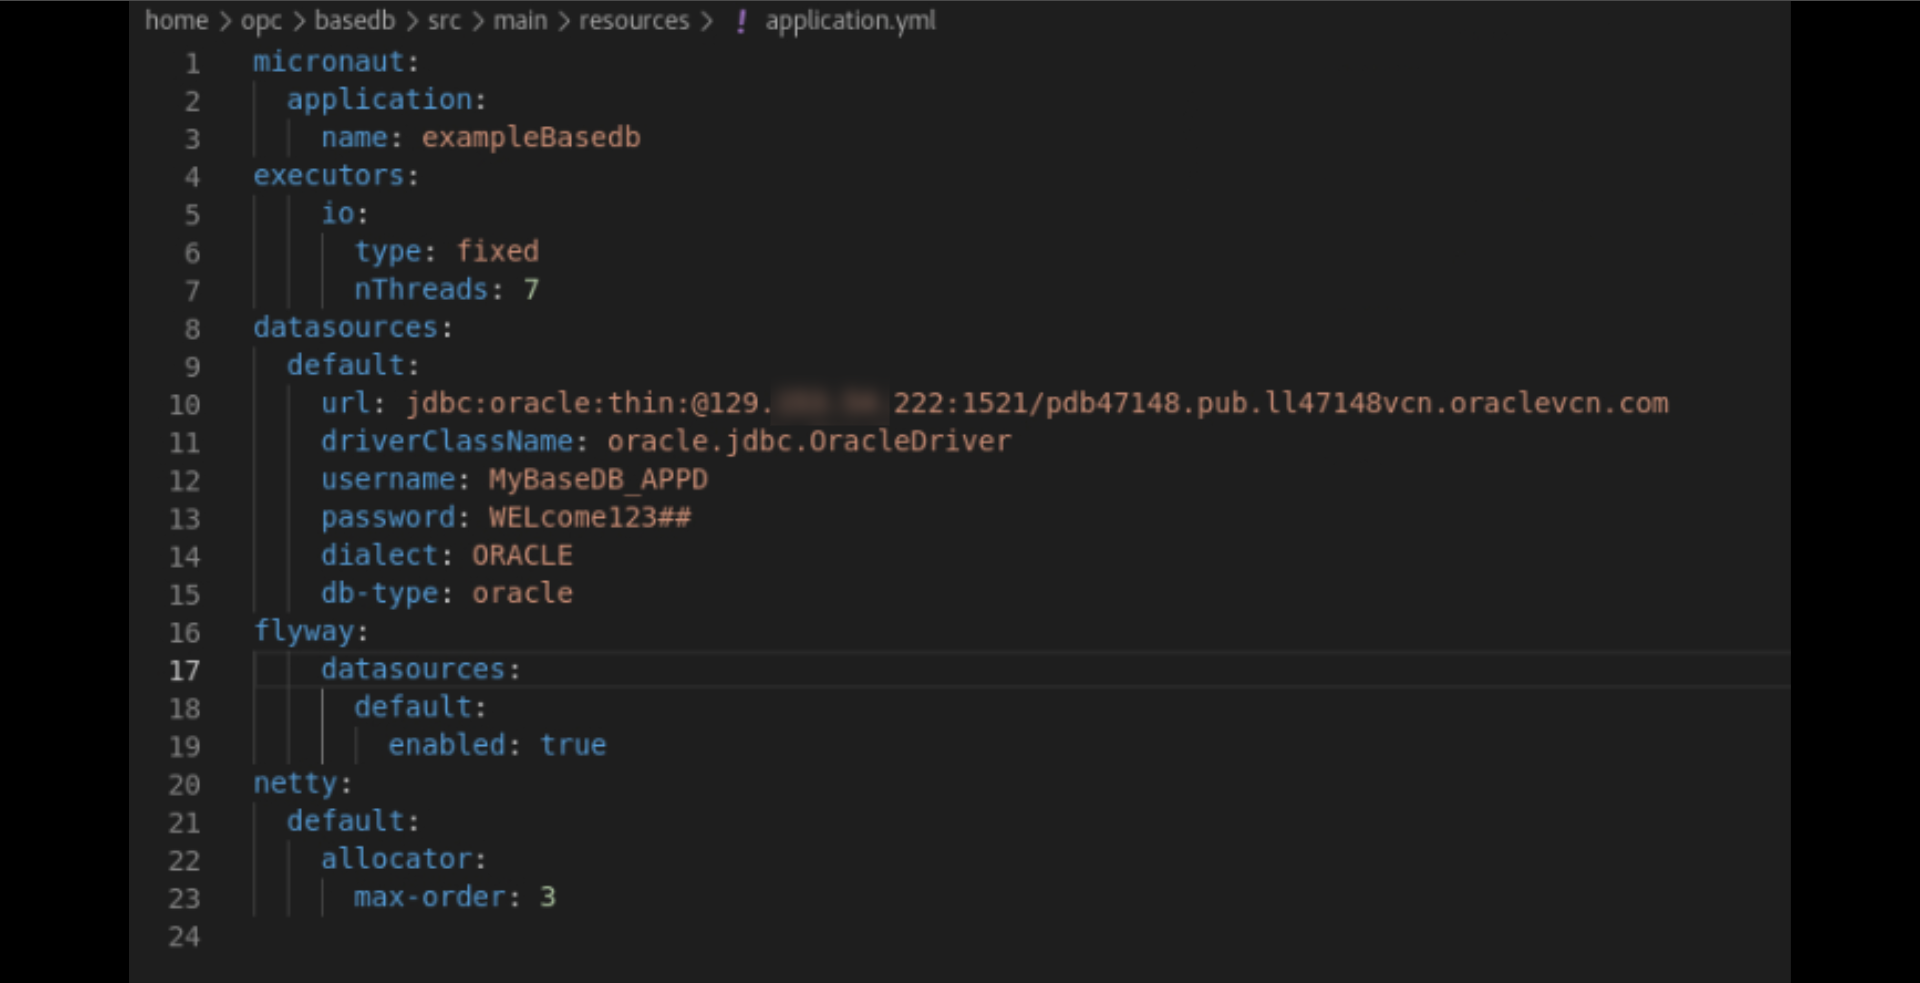 home > opc > basedb > src > main > resources > ! application.yml
1 micronaut:
2   application:
3     name: exampleBasedb
4 executors:
5     io:
6       type: fixed
7       nThreads: 7
8 datasources:
9   default:
10     url: jdbc:oracle:thin:@129. 222:1521/pdb47148.pub.ll47148vcn.oraclevcn.com
11     driverClassName: oracle.jdbc.OracleDriver
12     username: MyBaseDB_APPD
13     password: WELcome123##
14     dialect: ORACLE
15     db-type: oracle
16 flyway:
17     datasources:
18       default:
19         enabled: true
20 netty:
21   default:
22     allocator:
23       max-order: 3
24